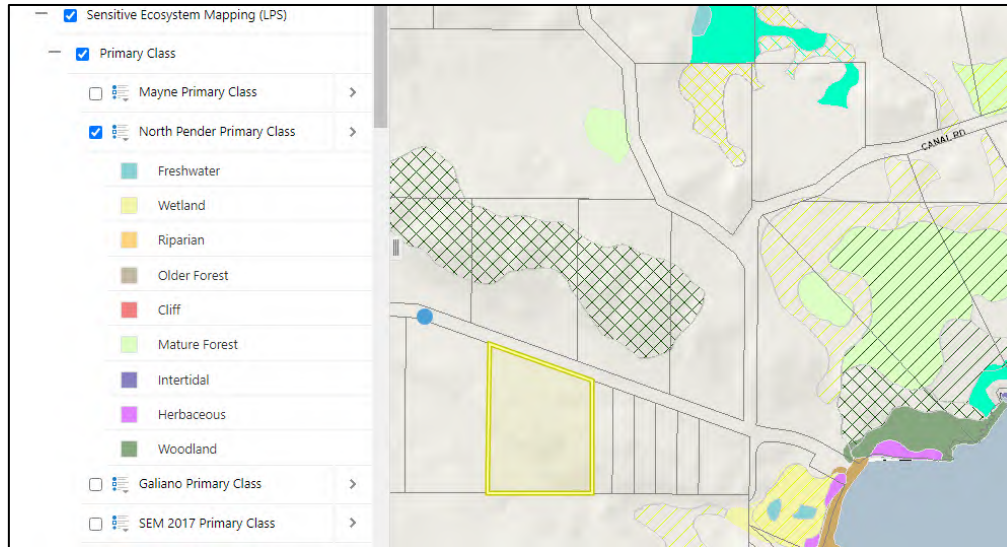 Sensitive Ecosystem Mapping (LPS)
Primary Class
Mayne Primary Class
North Pender Primary Class
Freshwater
Wetland
Riparian
Older Forest
Cliff
Mature Forest
Intertidal
Herbaceous
Woodland
Galiano Primary Class
SEM 2017 Primary Class
CANAL RD